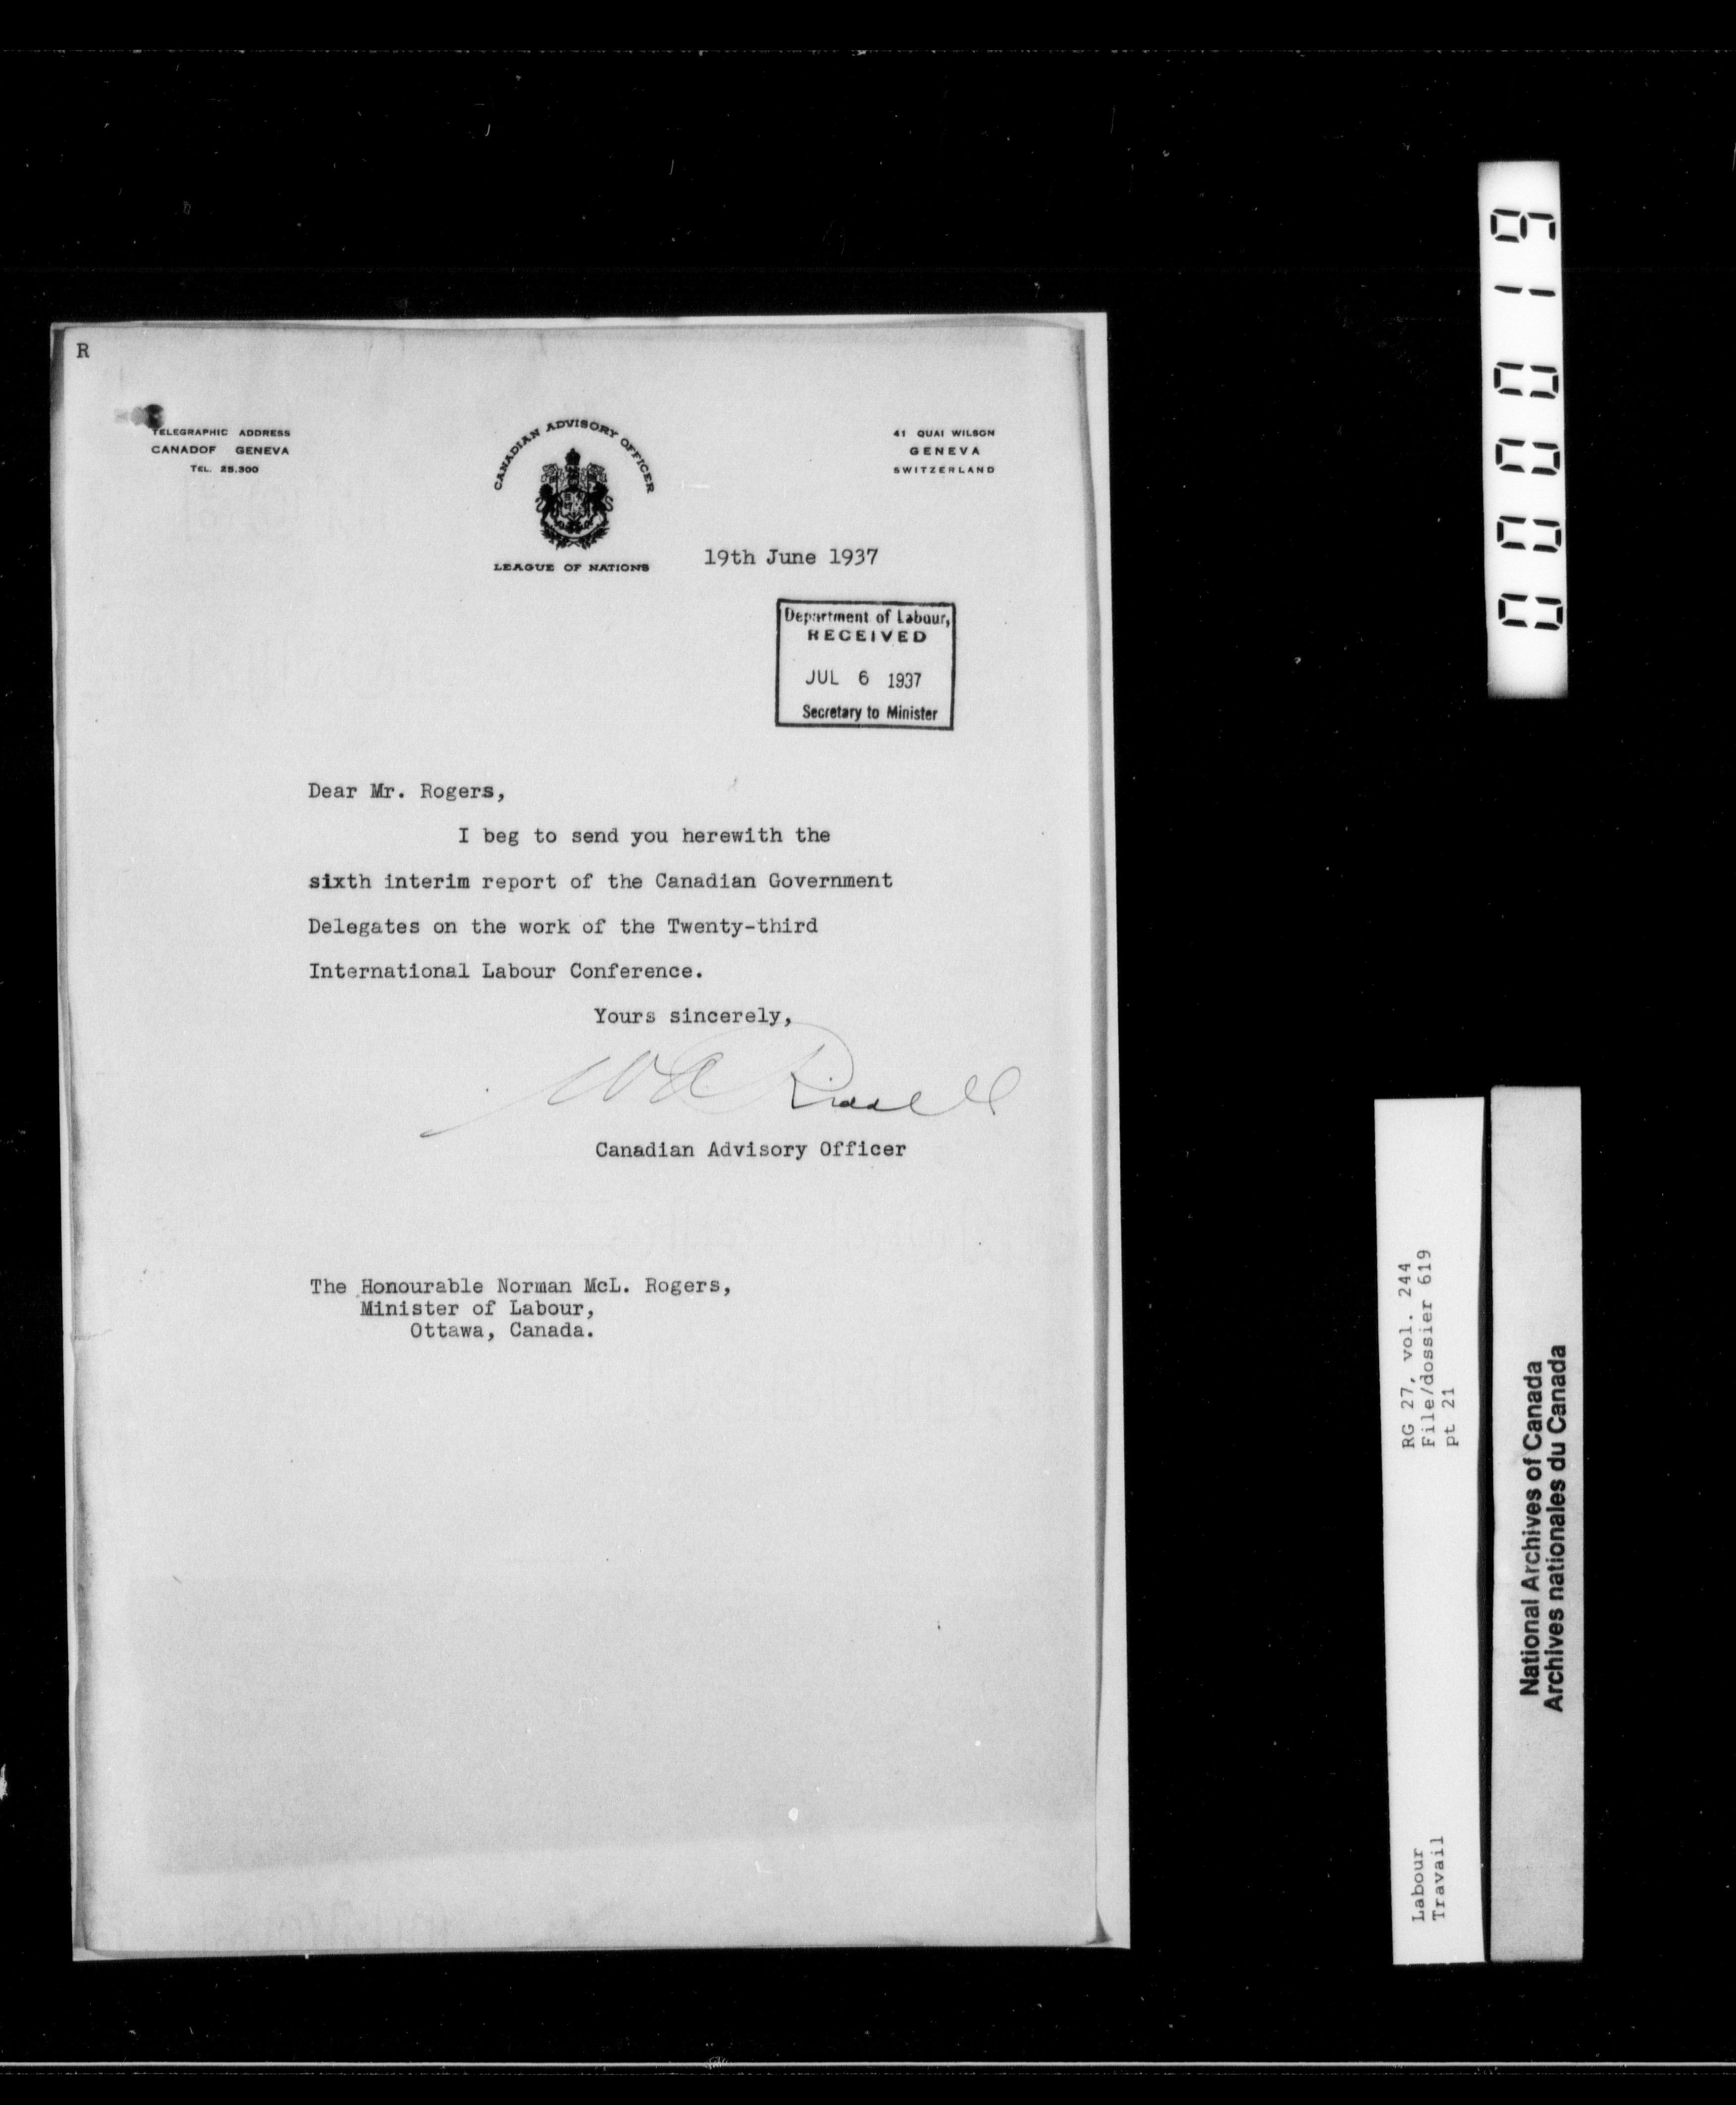 R
TELEGRAPHIC ADDRESS
CANADOF GENEVA
TEL. 25.300
CANADIAN ADVISORY OFFICER
LEAGUE OF NATIONS
41 QUAI WILSON
GENEVA
SWITZERLAND
19th June 1937
Department of Labour,
RECEIVED
JUL 6 1937
Secretary to Minister
Dear Mr. Rogers,
I beg to send you herewith the
sixth interim report of the Canadian Government
Delegates on the work of the Twenty-third
International Labour Conference.
Yours sincerely,
W A Riddell
Canadian Advisory Officer
The Honourable Norman McL. Rogers,
Minister of Labour,
Ottawa, Canada.
000019
RG 27, vol. 244
File/dossier 619
pt 21
Labour
Travail
National Archives of Canada
Archives nationales du Canada